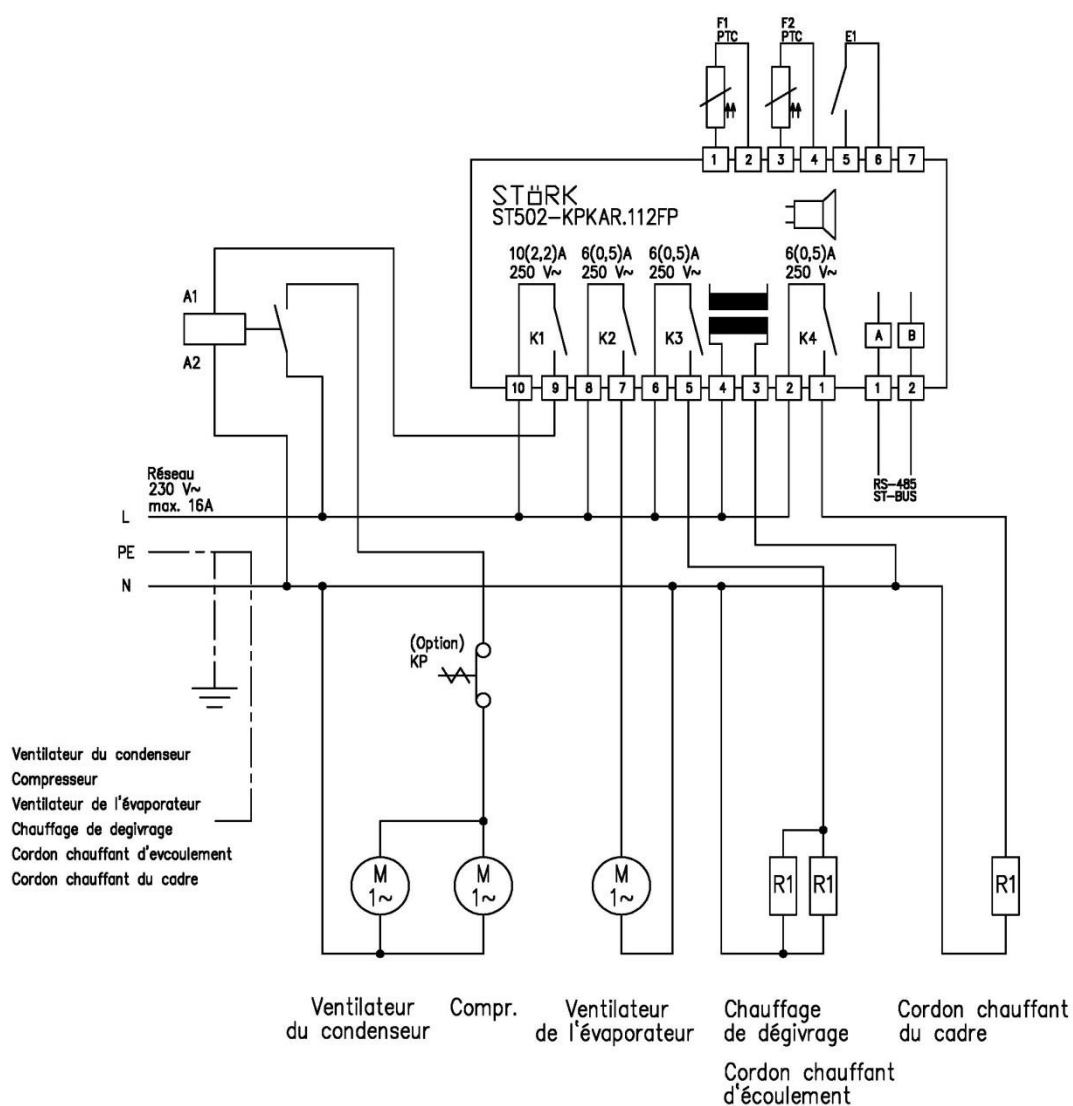 F1
PTC
F2
PTC
E1
1 2 3 4 5 6 7
STÖRK
ST502-KPKAR.112FP
10(2,2)A
250 V~
6(0,5)A
250 V~
6(0,5)A
250 V~
6(0,5)A
250 V~
A1
A2
K1
K2
K3
K4
A
B
10 9 8 7 6 5 4 3 2 1 1 2
RS-485
ST-BUS
Réseau
230 V~
max. 16A
L
PE
N
(Option)
KP
Ventilateur du condenseur
Compresseur
Ventilateur de l'évaporateur
Chauffage de degivrage
Cordon chauffant d'evcoulement
Cordon chauffant du cadre
M
1~
M
1~
M
1~
R1
R1
R1
Ventilateur
du condenseur
Compr.
Ventilateur
de l'évaporateur
Chauffage
de dégivrage
Cordon chauffant
d'écoulement
Cordon chauffant
du cadre